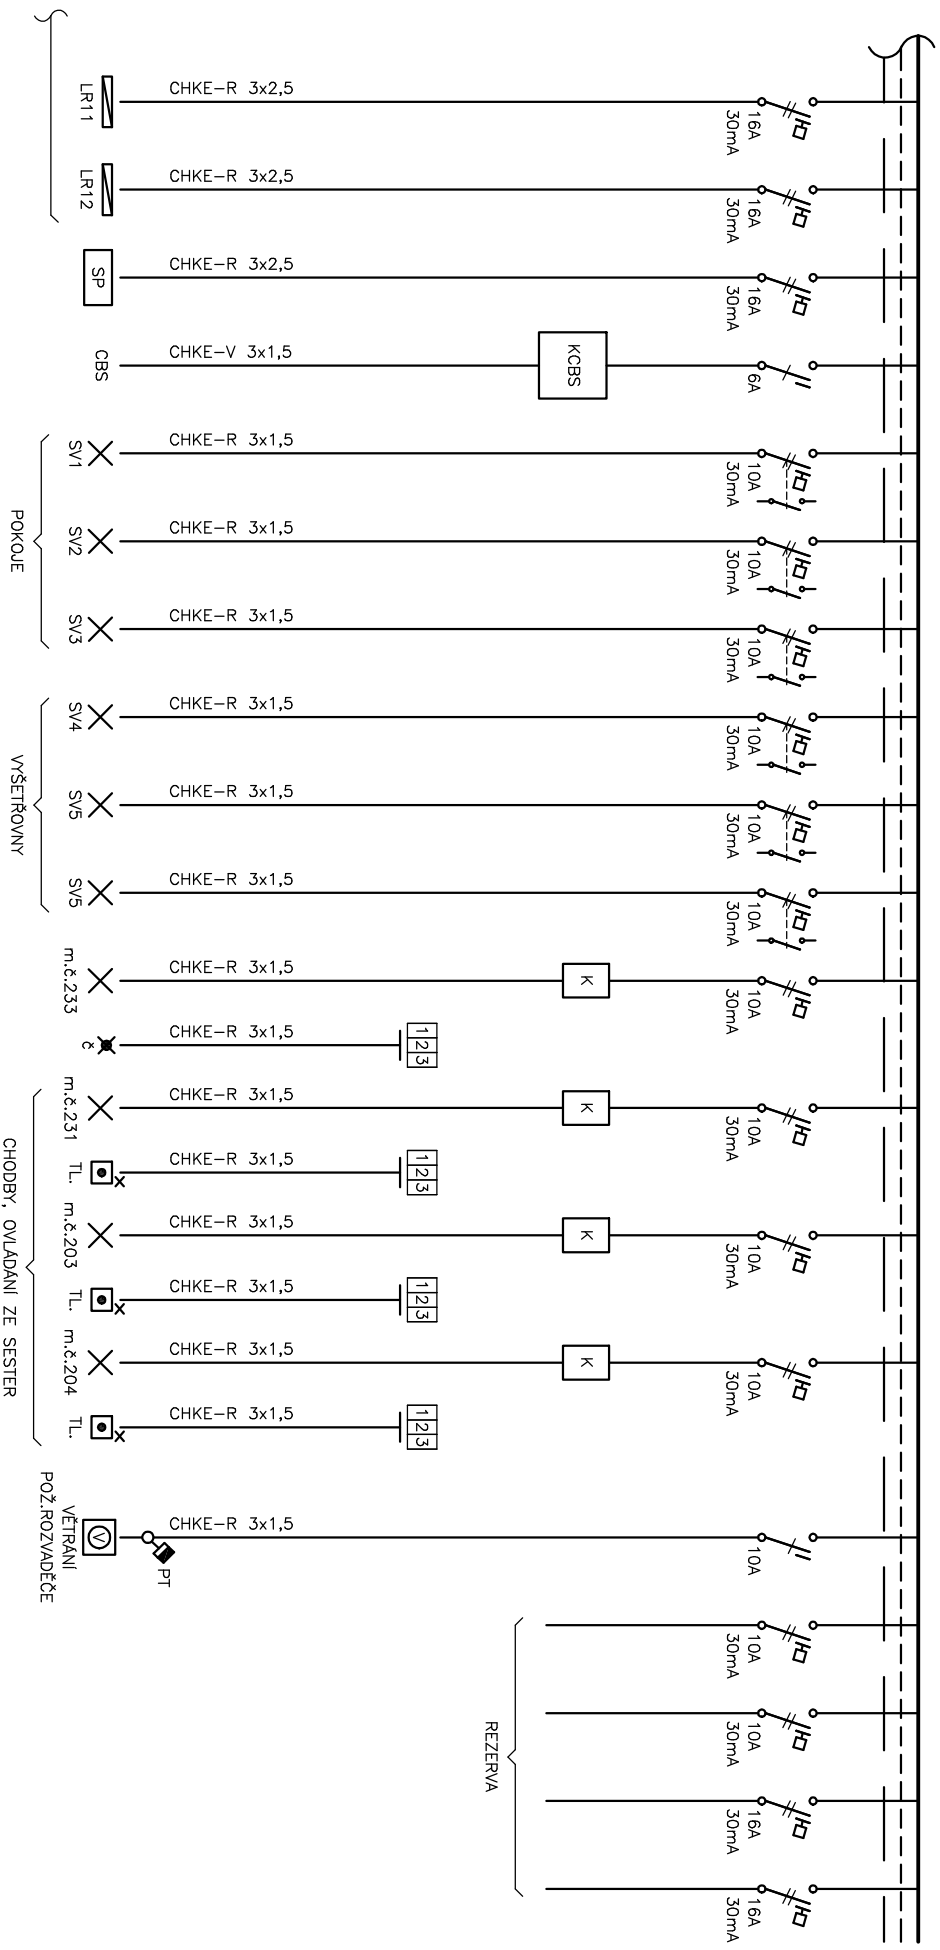 LR11
CHKE-R 3x2,5
16A
30mA
LR12
CHKE-R 3x2,5
16A
30mA
SP
CHKE-R 3x2,5
16A
30mA
CBS
CHKE-V 3x1,5
KCBS
6A
SV1
CHKE-R 3x1,5
10A
30mA
SV2
CHKE-R 3x1,5
10A
30mA
SV3
CHKE-R 3x1,5
10A
30mA
POKOJE
SV4
CHKE-R 3x1,5
10A
30mA
SV5
CHKE-R 3x1,5
10A
30mA
SV5
CHKE-R 3x1,5
10A
30mA
VYŠETŘOVNY
m.č.233
CHKE-R 3x1,5
K
10A
30mA
č
CHKE-R 3x1,5
1 2 3
m.č.231
CHKE-R 3x1,5
K
10A
30mA
TL.
CHKE-R 3x1,5
1 2 3
m.č.203
CHKE-R 3x1,5
K
10A
30mA
TL.
CHKE-R 3x1,5
1 2 3
m.č.204
CHKE-R 3x1,5
K
10A
30mA
TL.
CHKE-R 3x1,5
1 2 3
CHODBY, OVLÁDÁNÍ ZE SESTER
VĚTRÁNÍ
POŽ.ROZVADĚČE
V
PT
CHKE-R 3x1,5
10A
10A
30mA
10A
30mA
16A
30mA
16A
30mA
REZERVA